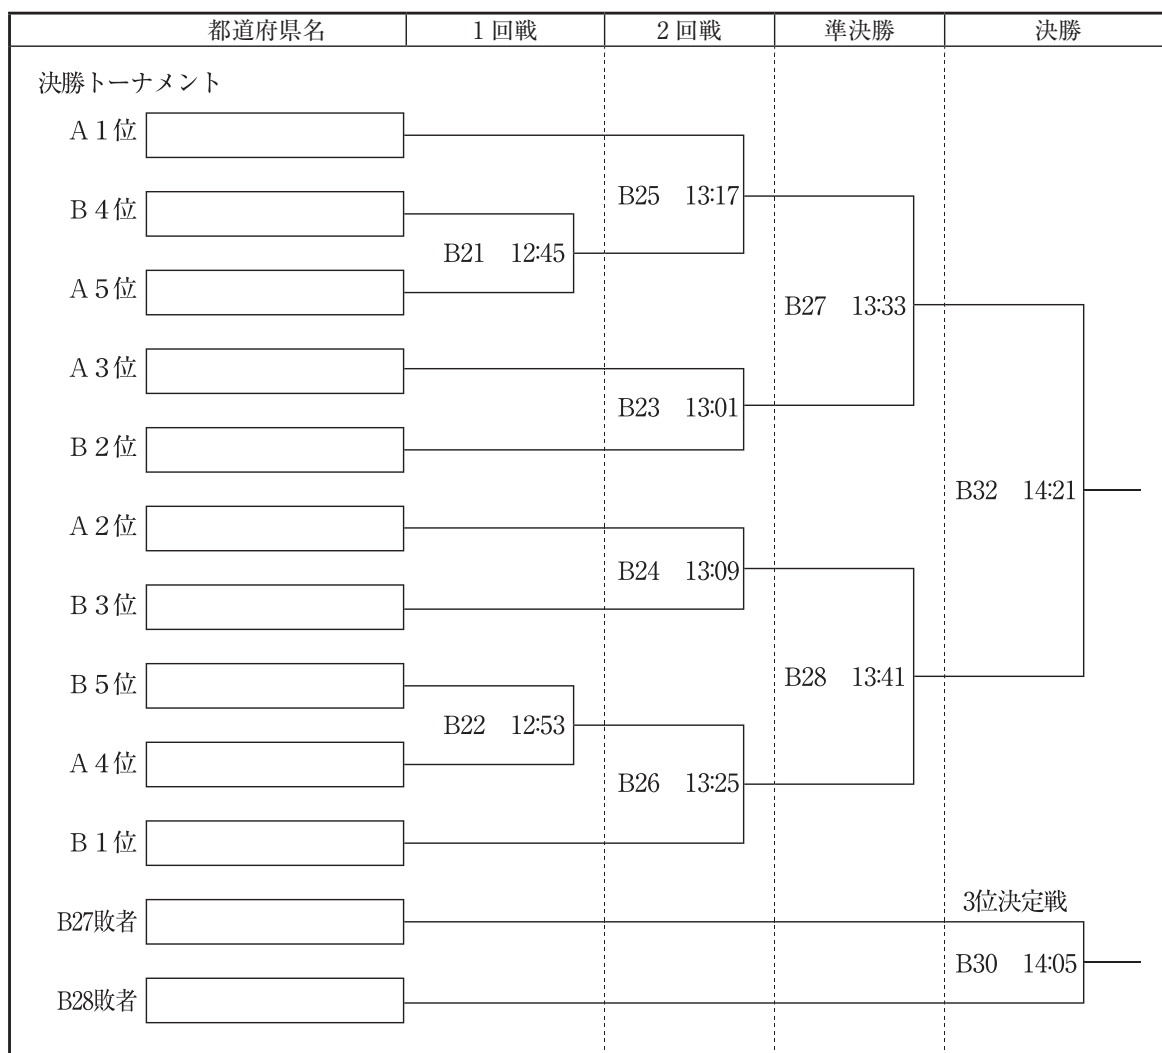 都道府県名 １回戦 ２回戦 準決勝 決勝
決勝トーナメント
Ａ１位
B25 13:17
Ｂ４位
B21 12:45
Ａ５位
B27 13:33
Ａ３位
B23 13:01
Ｂ２位
B32 14:21
Ａ２位
B24 13:09
Ｂ３位
B28 13:41
Ｂ５位
B22 12:53
Ａ４位
B26 13:25
Ｂ１位
3位決定戦
B27敗者
B30 14:05
B28敗者